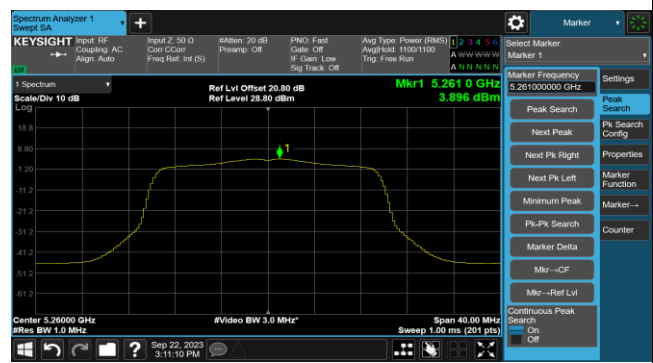 Spectrum Analyzer 1
Swept SA
+
Marker
KEYSIGHT
Input: RF
Coupling: AC
Align: Auto
Input Z: 50 Ω
Corr CCorr
Freq Ref: Int (S)
#Atten: 20 dB
Preamp: Off
PNO: Fast
Gate: Off
IF Gain: Low
Sig Track: Off
Avg Type: Power (RMS)
Avg|Hold: 1100/1100
Trig: Free Run
1 2 3 4 5 6
A W W W W W
A N N N N N
Select Marker
Marker 1
1 Spectrum
Scale/Div 10 dB
Log
Ref Lvl Offset 20.80 dB
Ref Level 28.80 dBm
Mkr1 5.261 0 GHz
3.896 dBm
18.8
8.80
-1.20
-11.2
-21.2
-31.2
-41.2
-51.2
-61.2
1
Center 5.26000 GHz
#Res BW 1.0 MHz
#Video BW 3.0 MHz*
Span 40.00 MHz
Sweep 1.00 ms (201 pts)
Marker Frequency
5.261000000 GHz
Peak Search
Next Peak
Next Pk Right
Next Pk Left
Minimum Peak
Pk-Pk Search
Marker Delta
Mkr→CF
Mkr→Ref Lvl
Continuous Peak
Search
On
Off
Settings
Peak
Search
Pk Search
Config
Properties
Marker
Function
Marker→
Counter
?
Sep 22, 2023
3:11:10 PM